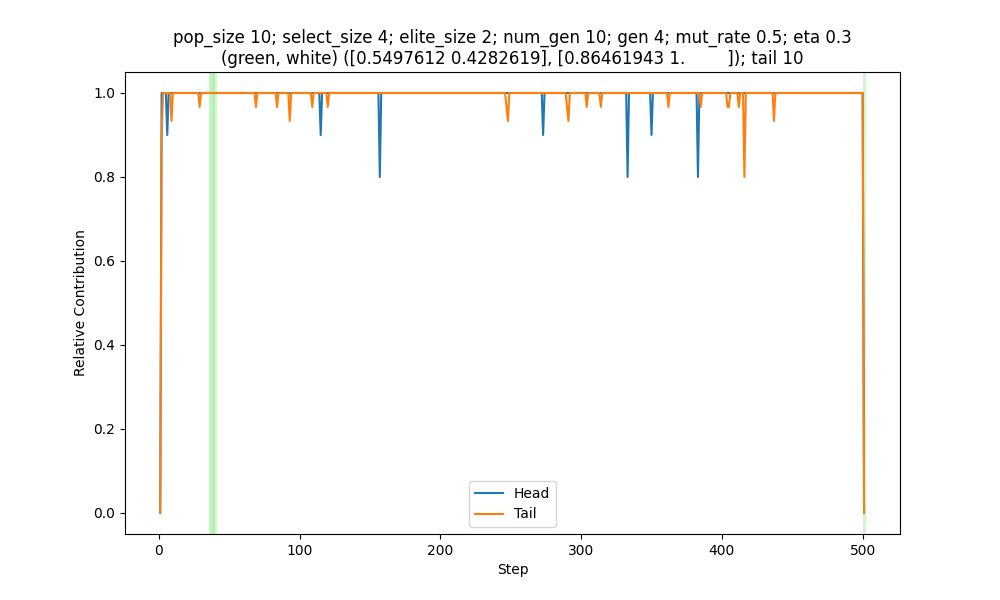 pop_size 10; select_size 4; elite_size 2; num_gen 10; gen 4; mut_rate 0.5; eta 0.3
(green, white) ([0.5497612 0.4282619], [0.86461943 1.        ]); tail 10
1.0
0.8
0.6
0.4
0.2
0.0
Relative Contribution
Head
Tail
0
100
200
300
400
500
Step